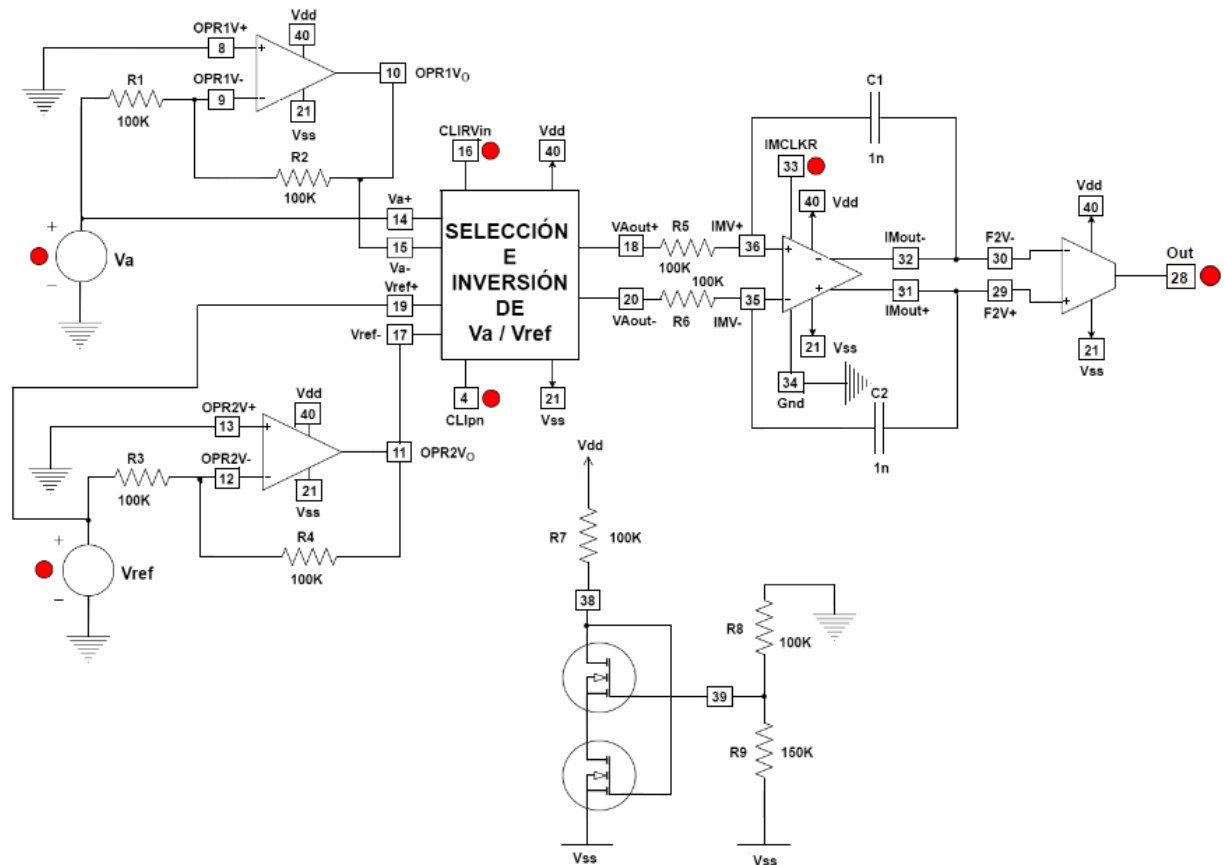 OPR1V+
8
Vdd
40
R1
100K
OPR1V-
9
21
Vss
10
OPR1VO
R2
100K
Va
CLIRVin
16
Vdd
40
Va+
14
15
Va-
Vref+
19
Vref-
17
SELECCIÓN
E
INVERSIÓN
DE
Va / Vref
4
CLIpn
21
Vss
VAout+
18
R5
100K
IMV+
36
20
VAout-
R6
100K
35
IMV-
C1
1n
IMCLKR
33
40
Vdd
21
Vss
34
Gnd
C2
1n
IMout-
32
31
IMout+
F2V-
30
29
F2V+
Vdd
40
21
Vss
Out
28
OPR2V+
13
Vdd
40
R3
100K
OPR2V-
12
21
Vss
11
OPR2VO
R4
100K
Vref
Vdd
R7
100K
38
39
R8
100K
R9
150K
Vss
Vss